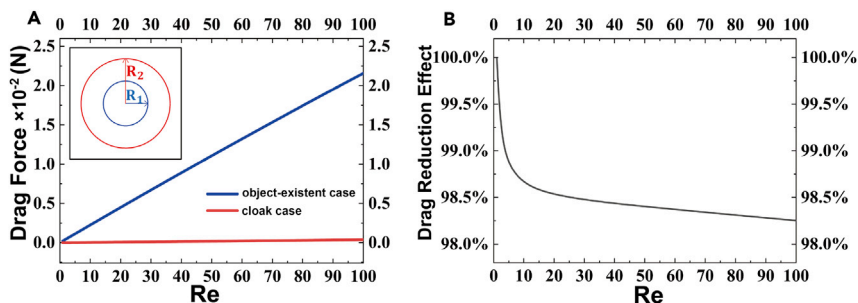 A
0 10 20 30 40 50 60 70 80 90 100
Drag Force ×10⁻² (N)
2.5 2.5
2.0 2.0
1.5 1.5
1.0 1.0
0.5 0.5
0.0 0.0
R₂
R₁
object-existent case
cloak case
0 10 20 30 40 50 60 70 80 90 100
Re
B
0 10 20 30 40 50 60 70 80 90 100
Drag Reduction Effect
100.0% 100.0%
99.5% 99.5%
99.0% 99.0%
98.5% 98.5%
98.0% 98.0%
0 10 20 30 40 50 60 70 80 90 100
Re